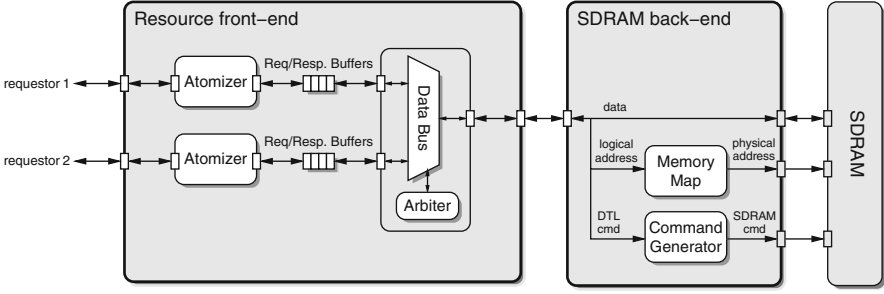 Resource front-end
SDRAM back-end
requestor 1
Atomizer
Req/Resp. Buffers
requestor 2
Atomizer
Req/Resp. Buffers
Data Bus
Arbiter
data
logical
address
Memory
Map
physical
address
DTL
cmd
Command
Generator
SDRAM
cmd
SDRAM